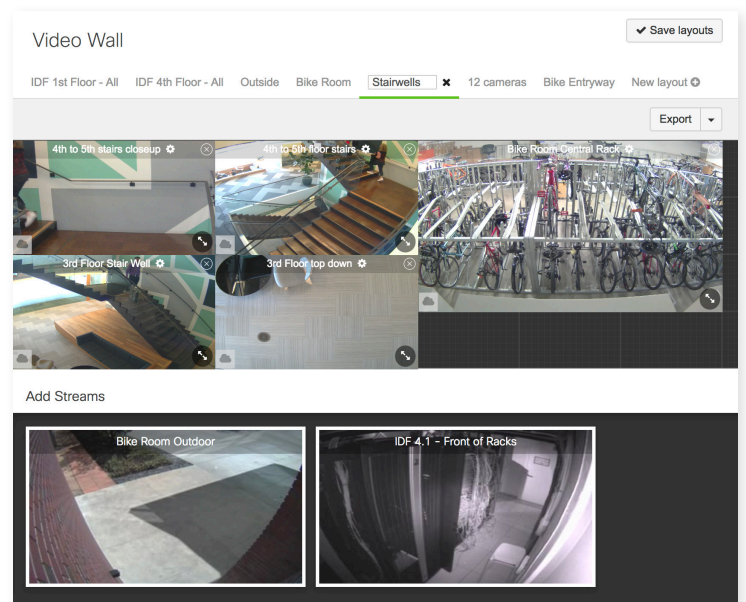 Video Wall
Save layouts
IDF 1st Floor - All IDF 4th Floor - All Outside Bike Room Stairwells 12 cameras Bike Entryway New layout
Export
4th to 5th stairs closeup
4th to 5th floor stairs
Bike Room Central Rack
3rd Floor Stair Well
3rd Floor top down
Add Streams
Bike Room Outdoor
IDF 4.1 - Front of Racks